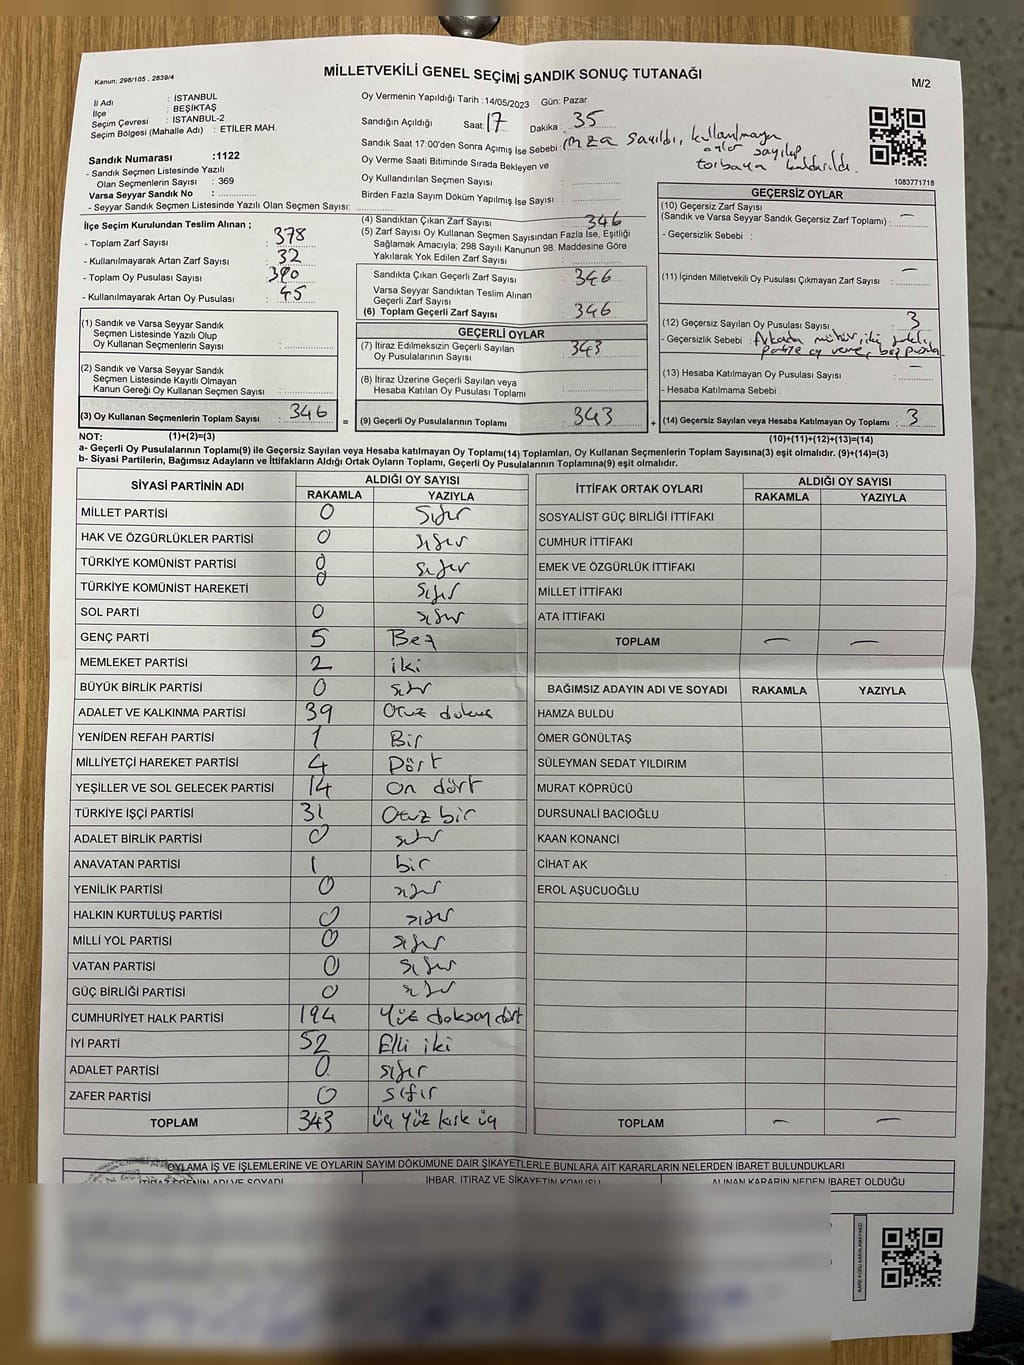 Kanun; 298/105 , 2839/4
MİLLETVEKİLİ GENEL SEÇİMİ SANDIK SONUÇ TUTANAĞI
M/2
İl Adı : İSTANBUL
İlçe : BEŞİKTAŞ
Seçim Çevresi : İSTANBUL-2
Seçim Bölgesi (Mahalle Adı) : ETİLER MAH.
Sandık Numarası :1122
- Sandık Seçmen Listesinde Yazılı
Olan Seçmenlerin Sayısı : 369
Varsa Seyyar Sandık No :
- Seyyar Sandık Seçmen Listesinde Yazılı Olan Seçmen Sayısı:
Oy Vermenin Yapıldığı Tarih :14/05/2023 Gün: Pazar
Sandığın Açıldığı Saat: 17 Dakika : 35
Sandık Saat 17:00'den Sonra Açımış İse Sebebi : imza sayıldı, kullanılmayan
oylar sayılıp
torbaya kaldırıldı.
Oy Verme Saati Bitiminde Sırada Bekleyen ve
Oy Kullandırılan Seçmen Sayısı :
Birden Fazla Sayım Döküm Yapılmış İse Sayısı :
1083771718
İlçe Seçim Kurulundan Teslim Alınan ;
- Toplam Zarf Sayısı : 378
- Kullanılmayarak Artan Zarf Sayısı : 32
- Toplam Oy Pusulası Sayısı : 390
- Kullanılmayarak Artan Oy Pusulası : 45
(4) Sandıktan Çıkan Zarf Sayısı : 346
(5) Zarf Sayısı Oy Kullanan Seçmen Sayısından Fazla İse, Eşitliği
Sağlamak Amacıyla; 298 Sayılı Kanunun 98. Maddesine Göre
Yakılarak Yok Edilen Zarf Sayısı :
Sandıkta Çıkan Geçerli Zarf Sayısı : 346
Varsa Seyyar Sandıktan Teslim Alınan
Geçerli Zarf Sayısı :
(6) Toplam Geçerli Zarf Sayısı : 346
GEÇERSİZ OYLAR
(10) Geçersiz Zarf Sayısı
(Sandık ve Varsa Seyyar Sandık Geçersiz Zarf Toplamı) : —
- Geçersizlik Sebebi :
(11) İçinden Milletvekili Oy Pusulası Çıkmayan Zarf Sayısı : —
(12) Geçersiz Sayılan Oy Pusulası Sayısı : 3
- Geçersizlik Sebebi : Arkada mühür, iki
partiye oy verme, boş pusula
(13) Hesaba Katılmayan Oy Pusulası Sayısı : —
- Hesaba Katılmama Sebebi :
(14) Geçersiz Sayılan veya Hesaba Katılmayan Oy Toplamı : 3
(10)+(11)+(12)+(13)=(14)
(1) Sandık ve Varsa Seyyar Sandık
Seçmen Listesinde Yazılı Olup
Oy Kullanan Seçmenlerin Sayısı :
(2) Sandık ve Varsa Seyyar Sandık
Seçmen Listesinde Kayıtlı Olmayan
Kanun Gereği Oy Kullanan Seçmen Sayısı :
(3) Oy Kullanan Seçmenlerin Toplam Sayısı : 346 =
GEÇERLİ OYLAR
(7) İtiraz Edilmeksizin Geçerli Sayılan
Oy Pusulalarının Sayısı : 343
(8) İtiraz Üzerine Geçerli Sayılan veya
Hesaba Katılan Oy Pusulası Toplamı :
(9) Geçerli Oy Pusulalarının Toplamı : 343 +
NOT: (1)+(2)=(3)
a- Geçerli Oy Pusulalarının Toplamı(9) ile Geçersiz Sayılan veya Hesaba katılmayan Oy Toplamı(14) Toplamları, Oy Kullanan Seçmenlerin Toplam Sayısına(3) eşit olmalıdır. (9)+(14)=(3)
b- Siyasi Partilerin, Bağımsız Adayların ve İttifakların Aldığı Ortak Oyların Toplamı, Geçerli Oy Pusulalarının Toplamına(9) eşit olmalıdır.
SİYASİ PARTİNİN ADI ALDIĞI OY SAYISI
RAKAMLA YAZIYLA
MİLLET PARTİSİ 0 Sıfır
HAK VE ÖZGÜRLÜKLER PARTİSİ 0 sıfır
TÜRKİYE KOMÜNİST PARTİSİ 0 sıfır
TÜRKİYE KOMÜNİST HAREKETİ 0 sıfır
SOL PARTİ 0 sıfır
GENÇ PARTİ 5 Beş
MEMLEKET PARTİSİ 2 iki
BÜYÜK BİRLİK PARTİSİ 0 sıfır
ADALET VE KALKINMA PARTİSİ 39 Otuz dokuz
YENİDEN REFAH PARTİSİ 1 Bir
MİLLİYETÇİ HAREKET PARTİSİ 4 Dört
YEŞİLLER VE SOL GELECEK PARTİSİ 14 On dört
TÜRKİYE İŞÇİ PARTİSİ 31 Otuz bir
ADALET BİRLİK PARTİSİ 0 sıfır
ANAVATAN PARTİSİ 1 bir
YENİLİK PARTİSİ 0 sıfır
HALKIN KURTULUŞ PARTİSİ 0 sıfır
MİLLİ YOL PARTİSİ 0 sıfır
VATAN PARTİSİ 0 sıfır
GÜÇ BİRLİĞİ PARTİSİ 0 sıfır
CUMHURİYET HALK PARTİSİ 194 Yüz doksan dört
İYİ PARTİ 52 Elli iki
ADALET PARTİSİ 0 sıfır
ZAFER PARTİSİ 0 sıfır
TOPLAM 343 üç yüz kırk üç
İTTİFAK ORTAK OYLARI ALDIĞI OY SAYISI
RAKAMLA YAZIYLA
SOSYALİST GÜÇ BİRLİĞİ İTTİFAKI
CUMHUR İTTİFAKI
EMEK VE ÖZGÜRLÜK İTTİFAKI
MİLLET İTTİFAKI
ATA İTTİFAKI
TOPLAM — —
BAĞIMSIZ ADAYIN ADI VE SOYADI RAKAMLA YAZIYLA
HAMZA BULDU
ÖMER GÖNÜLTAŞ
SÜLEYMAN SEDAT YILDIRIM
MURAT KÖPRÜCÜ
DURSUNALİ BACIOĞLU
KAAN KONANCİ
CİHAT AK
EROL AŞUCUOĞLU
TOPLAM — —
OYLAMA İŞ VE İŞLEMLERİNE VE OYLARIN SAYIM DÖKÜMÜNE DAİR ŞİKAYETLERLE BUNLARA AİT KARARLARIN NELERDEN İBARET BULUNDUKLARI
İTİRAZ EDENİN ADI VE SOYADI İHBAR, İTİRAZ VE ŞİKAYETİN KONUSU ALINAN KARARIN NEDEN İBARET OLDUĞU